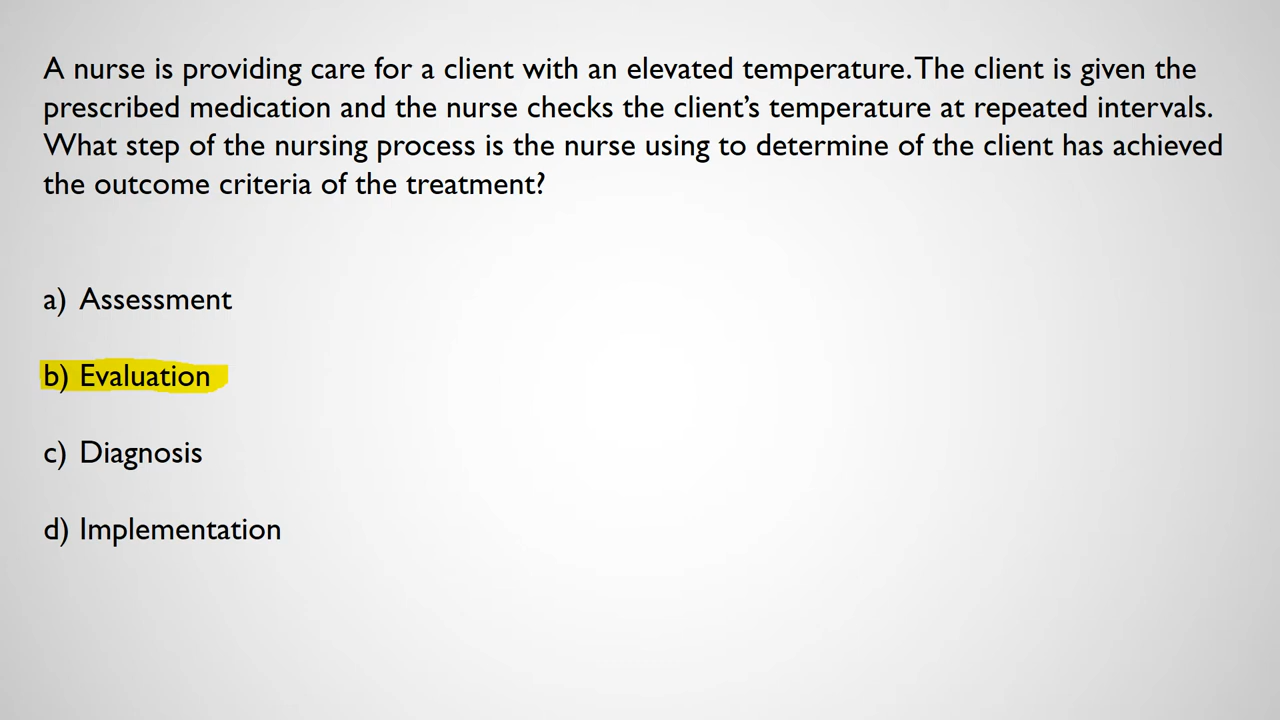 A nurse is providing care for a client with an elevated temperature. The client is given the
prescribed medication and the nurse checks the client's temperature at repeated intervals.
What step of the nursing process is the nurse using to determine of the client has achieved
the outcome criteria of the treatment?
a) Assessment
b) Evaluation
c) Diagnosis
d) Implementation